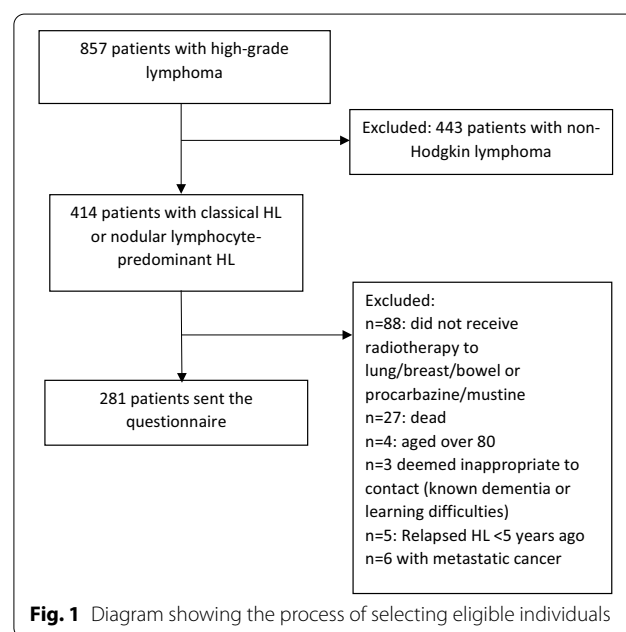 857 patients with high-grade
lymphoma
Excluded: 443 patients with non-
Hodgkin lymphoma
414 patients with classical HL
or nodular lymphocyte-
predominant HL
Excluded:
n=88: did not receive
radiotherapy to
lung/breast/bowel or
procarbazine/mustine
n=27: dead
n=4: aged over 80
n=3 deemed inappropriate to
contact (known dementia or
learning difficulties)
n=5: Relapsed HL <5 years ago
n=6 with metastatic cancer
281 patients sent the
questionnaire
Fig. 1 Diagram showing the process of selecting eligible individuals